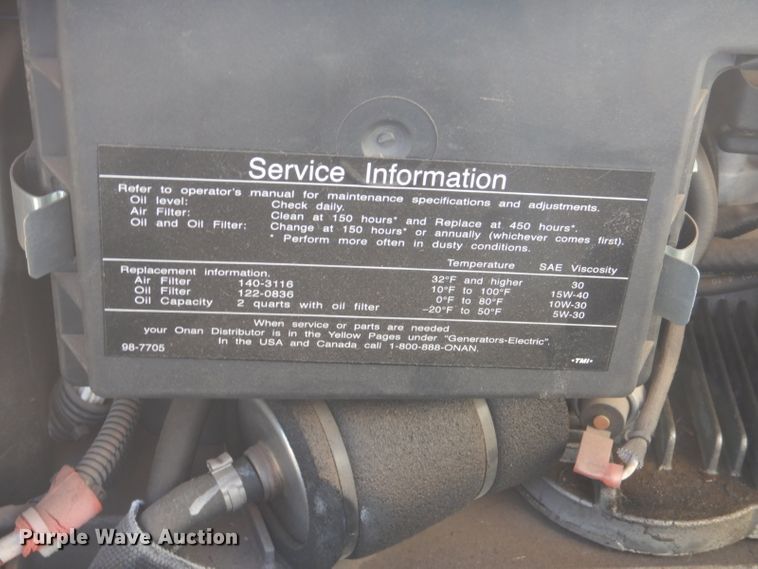 Service Information
Refer to operator's manual for maintenance specifications and adjustments.
Oil level: Check daily.
Air Filter: Clean at 150 hours* and Replace at 450 hours*.
Oil and Oil Filter: Change at 150 hours* or annually (whichever comes first).
* Perform more often in dusty conditions.
Temperature SAE Viscosity
Replacement information. 32°F and higher 30
Air Filter 140-3116 10°F to 100°F 15W-40
Oil Filter 122-0836 0°F to 80°F 10W-30
Oil Capacity 2 quarts with oil filter -20°F to 50°F 5W-30
When service or parts are needed
your Onan Distributor is in the Yellow Pages under "Generators-Electric".
In the USA and Canada call 1-800-888-ONAN.
98-7705 •TMI•
Purple Wave Auction